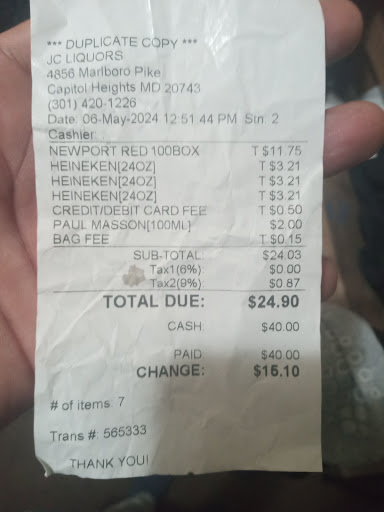 *** DUPLICATE COPY ***
JC LIQUORS
4856 Marlboro Pike
Capitol Heights MD 20743
(301) 420-1226
Date: 06-May-2024 12:51:44 PM Stn: 2
Cashier:
NEWPORT RED 100BOX T $11.75
HEINEKEN[24OZ] T $3.21
HEINEKEN[24OZ] T $3.21
HEINEKEN[24OZ] T $3.21
CREDIT/DEBIT CARD FEE T $0.50
PAUL MASSON[100ML] $2.00
BAG FEE T $0.15
SUB-TOTAL: $24.03
Tax1(6%) $0.00
Tax2(9%) $0.87
TOTAL DUE: $24.90
CASH: $40.00
PAID: $40.00
CHANGE: $15.10
# of items: 7
Trans #: 565333
THANK YOU!